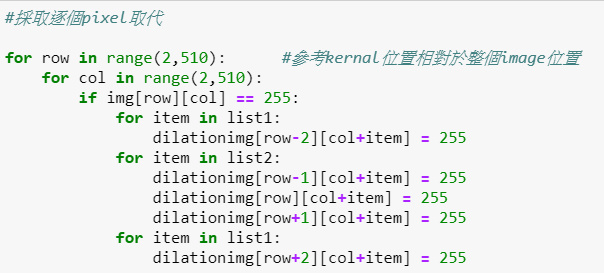 #採取逐個pixel取代
for row in range(2,510):      #參考kernal位置相對於整個image位置
    for col in range(2,510):
        if img[row][col] == 255:
            for item in list1:
                dilationimg[row-2][col+item] = 255
            for item in list2:
                dilationimg[row-1][col+item] = 255
                dilationimg[row][col+item] = 255
                dilationimg[row+1][col+item] = 255
            for item in list1:
                dilationimg[row+2][col+item] = 255